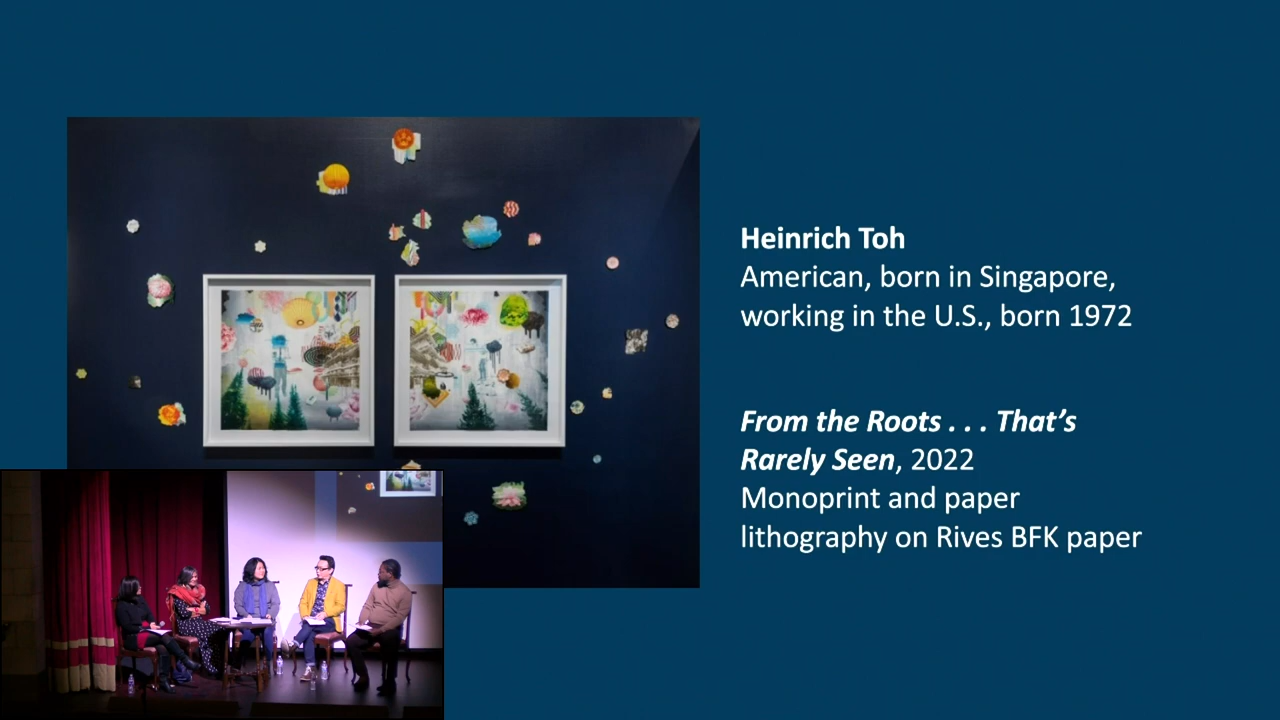 Heinrich Toh
American, born in Singapore,
working in the U.S., born 1972
From the Roots . . . That’s
Rarely Seen, 2022
Monoprint and paper
lithography on Rives BFK paper